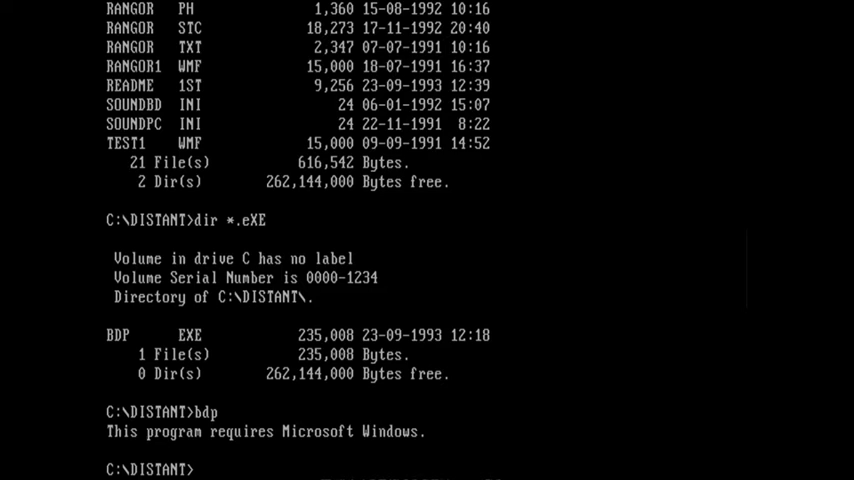 RANGOR PH 1,360 15-08-1992 10:16
RANGOR STC 18,273 17-11-1992 20:40
RANGOR TXT 2,347 07-07-1991 10:16
RANGOR1 WMF 15,000 18-07-1991 16:37
README 1ST 9,256 23-09-1993 12:39
SOUNDBD INI 24 06-01-1992 15:07
SOUNDPC INI 24 22-11-1991 8:22
TEST1 WMF 15,000 09-09-1991 14:52
21 File(s) 616,542 Bytes.
2 Dir(s) 262,144,000 Bytes free.
C:\DISTANT>dir *.eXE
Volume in drive C has no label
Volume Serial Number is 0000-1234
Directory of C:\DISTANT\.
BDP EXE 235,008 23-09-1993 12:18
1 File(s) 235,008 Bytes.
0 Dir(s) 262,144,000 Bytes free.
C:\DISTANT>bdp
This program requires Microsoft Windows.
C:\DISTANT>